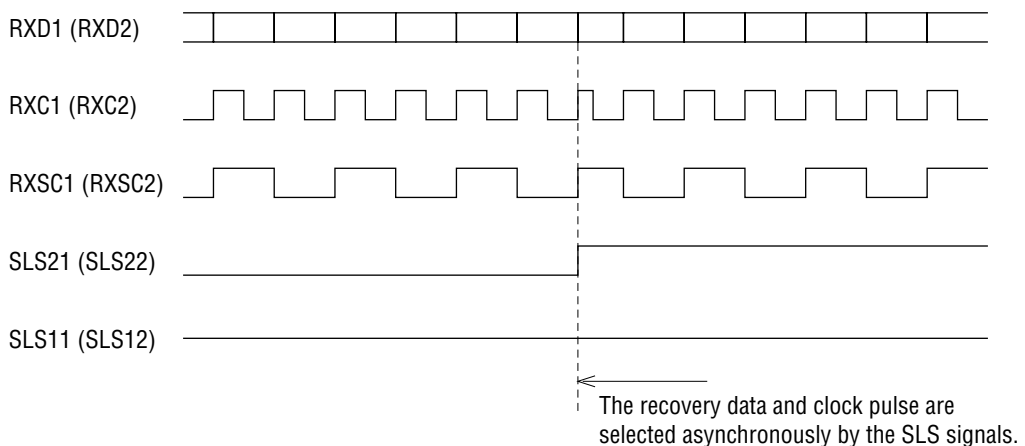 RXD1 (RXD2)
RXC1 (RXC2)
RXSC1 (RXSC2)
SLS21 (SLS22)
SLS11 (SLS12)
The recovery data and clock pulse are
selected asynchronously by the SLS signals.